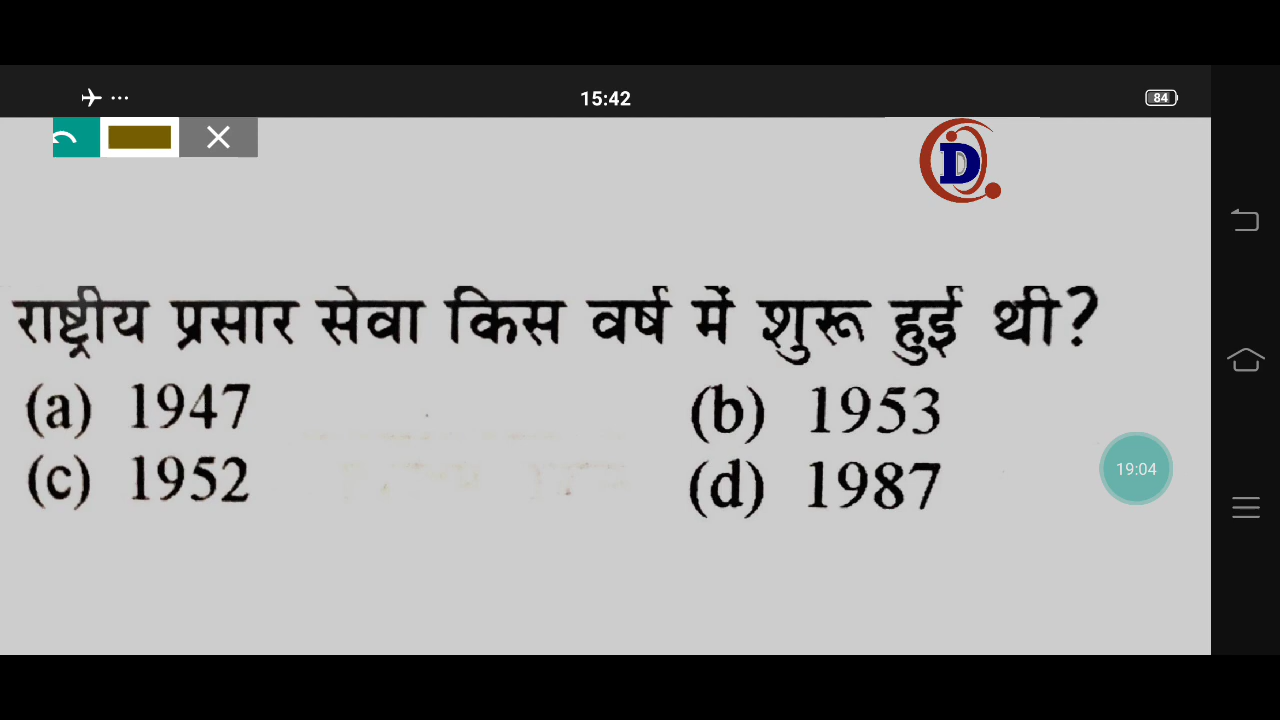 15:42
84
D
राष्ट्रीय प्रसार सेवा किस वर्ष में शुरू हुई थी?
(a) 1947 (b) 1953
(c) 1952 (d) 1987
19:04